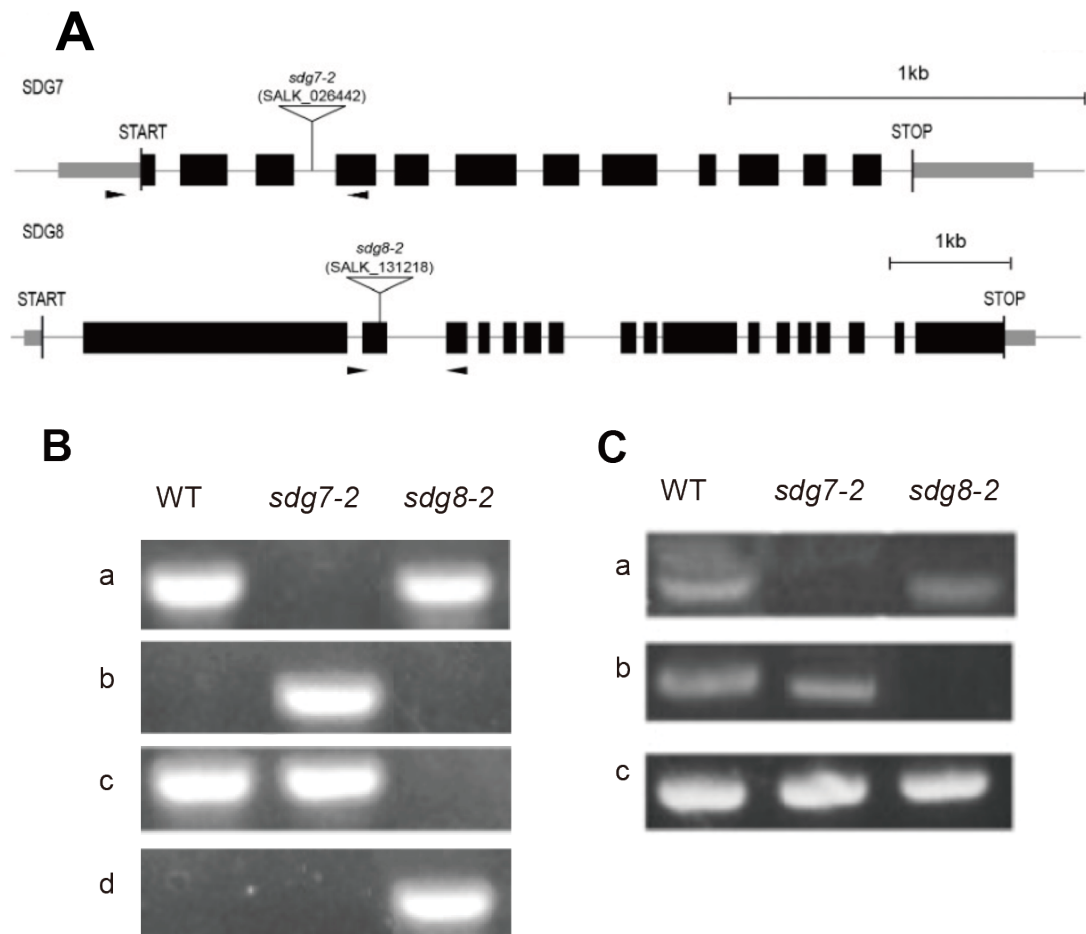 A
SDG7
sdg7-2
(SALK_026442)
1kb
START
STOP
SDG8
sdg8-2
(SALK_131218)
1kb
START
STOP
B
WT sdg7-2 sdg8-2
a
b
c
d
C
WT sdg7-2 sdg8-2
a
b
c